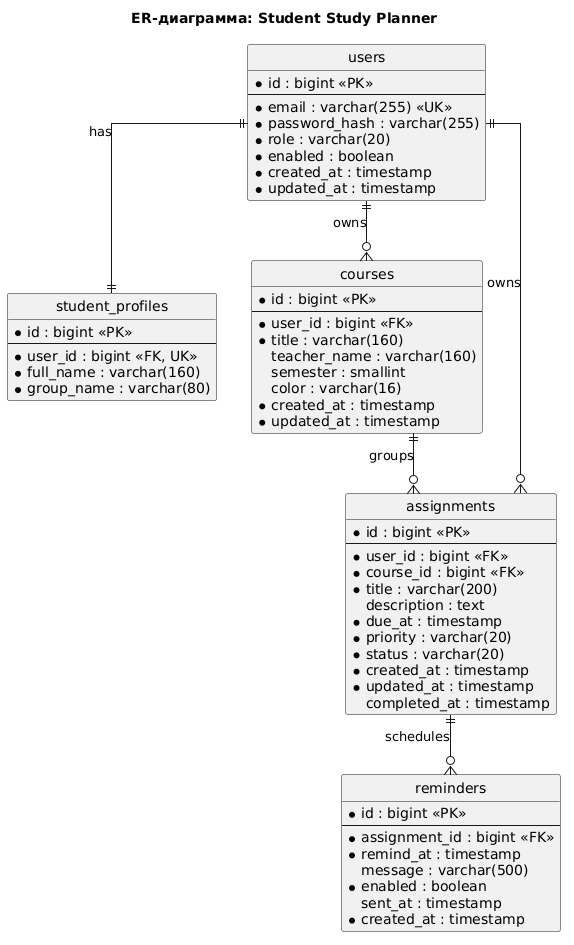 ER-диаграмма: Student Study Planner
users
id : bigint «PK»
email : varchar(255) «UK»
password_hash : varchar(255)
role : varchar(20)
enabled : boolean
created_at : timestamp
updated_at : timestamp
has
owns
owns
student_profiles
id : bigint «PK»
user_id : bigint «FK, UK»
full_name : varchar(160)
group_name : varchar(80)
courses
id : bigint «PK»
user_id : bigint «FK»
title : varchar(160)
teacher_name : varchar(160)
semester : smallint
color : varchar(16)
created_at : timestamp
updated_at : timestamp
groups
assignments
id : bigint «PK»
user_id : bigint «FK»
course_id : bigint «FK»
title : varchar(200)
description : text
due_at : timestamp
priority : varchar(20)
status : varchar(20)
created_at : timestamp
updated_at : timestamp
completed_at : timestamp
schedules
reminders
id : bigint «PK»
assignment_id : bigint «FK»
remind_at : timestamp
message : varchar(500)
enabled : boolean
sent_at : timestamp
created_at : timestamp